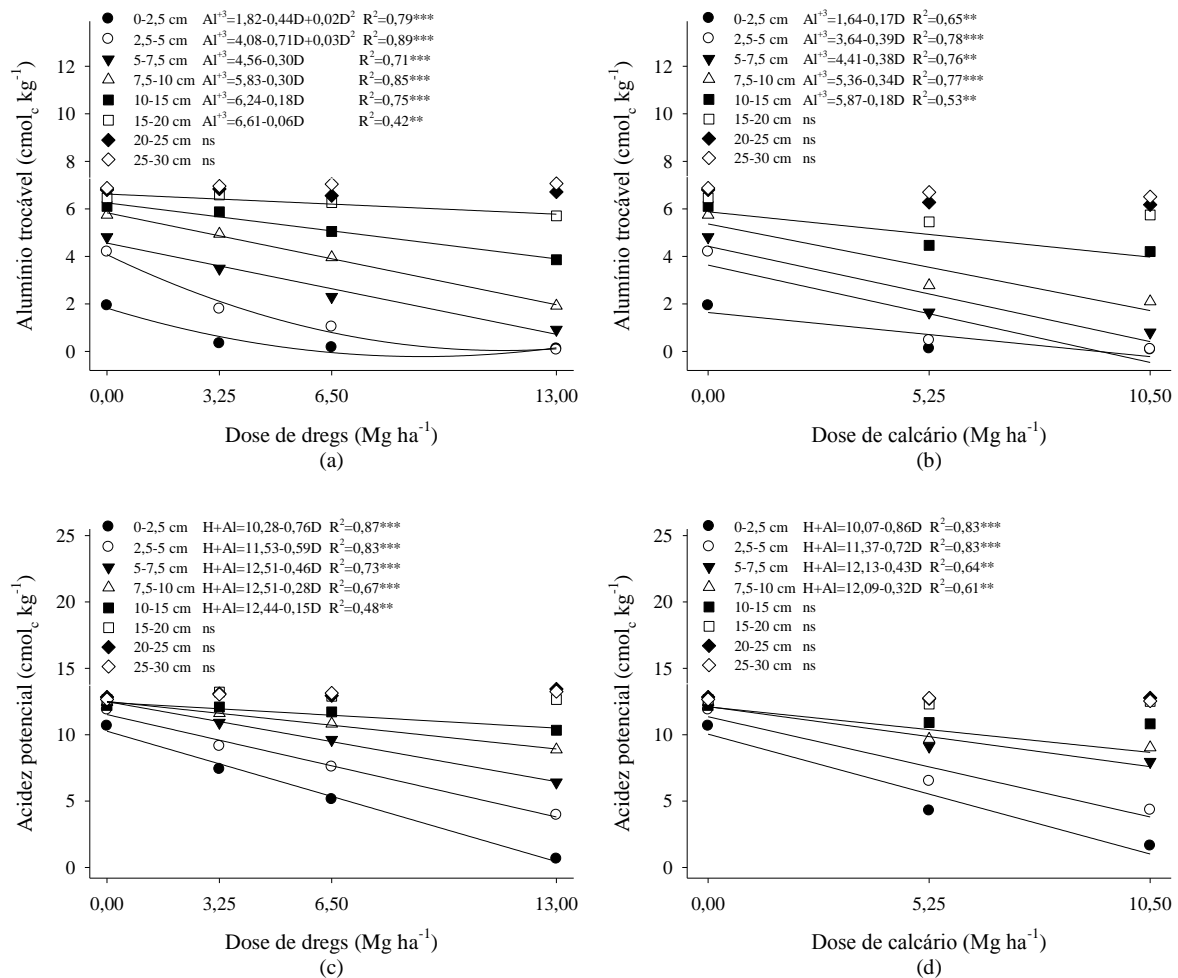 0-2,5 cm Al+3=1,82-0,44D+0,02D2 R2=0,79***
2,5-5 cm Al+3=4,08-0,71D+0,03D2 R2=0,89***
5-7,5 cm Al+3=4,56-0,30D R2=0,71***
7,5-10 cm Al+3=5,83-0,30D R2=0,85***
10-15 cm Al+3=6,24-0,18D R2=0,75***
15-20 cm Al+3=6,61-0,06D R2=0,42**
20-25 cm ns
25-30 cm ns
Alumínio trocável (cmolc kg-1)
12
10
8
6
4
2
0
0,00 3,25 6,50 13,00
Dose de dregs (Mg ha-1)
(a)
0-2,5 cm Al+3=1,64-0,17D R2=0,65**
2,5-5 cm Al+3=3,64-0,39D R2=0,78***
5-7,5 cm Al+3=4,41-0,38D R2=0,76**
7,5-10 cm Al+3=5,36-0,34D R2=0,77***
10-15 cm Al+3=5,87-0,18D R2=0,53**
15-20 cm ns
20-25 cm ns
25-30 cm ns
Alumínio trocável (cmolc kg-1)
12
10
8
6
4
2
0
0,00 5,25 10,50
Dose de calcário (Mg ha-1)
(b)
0-2,5 cm H+Al=10,28-0,76D R2=0,87***
2,5-5 cm H+Al=11,53-0,59D R2=0,83***
5-7,5 cm H+Al=12,51-0,46D R2=0,73***
7,5-10 cm H+Al=12,51-0,28D R2=0,67***
10-15 cm H+Al=12,44-0,15D R2=0,48**
15-20 cm ns
20-25 cm ns
25-30 cm ns
Acidez potencial (cmolc kg-1)
25
20
15
10
5
0
0,00 3,25 6,50 13,00
Dose de dregs (Mg ha-1)
(c)
0-2,5 cm H+Al=10,07-0,86D R2=0,83***
2,5-5 cm H+Al=11,37-0,72D R2=0,83***
5-7,5 cm H+Al=12,13-0,43D R2=0,64**
7,5-10 cm H+Al=12,09-0,32D R2=0,61**
10-15 cm ns
15-20 cm ns
20-25 cm ns
25-30 cm ns
Acidez potencial (cmolc kg-1)
25
20
15
10
5
0
0,00 5,25 10,50
Dose de calcário (Mg ha-1)
(d)